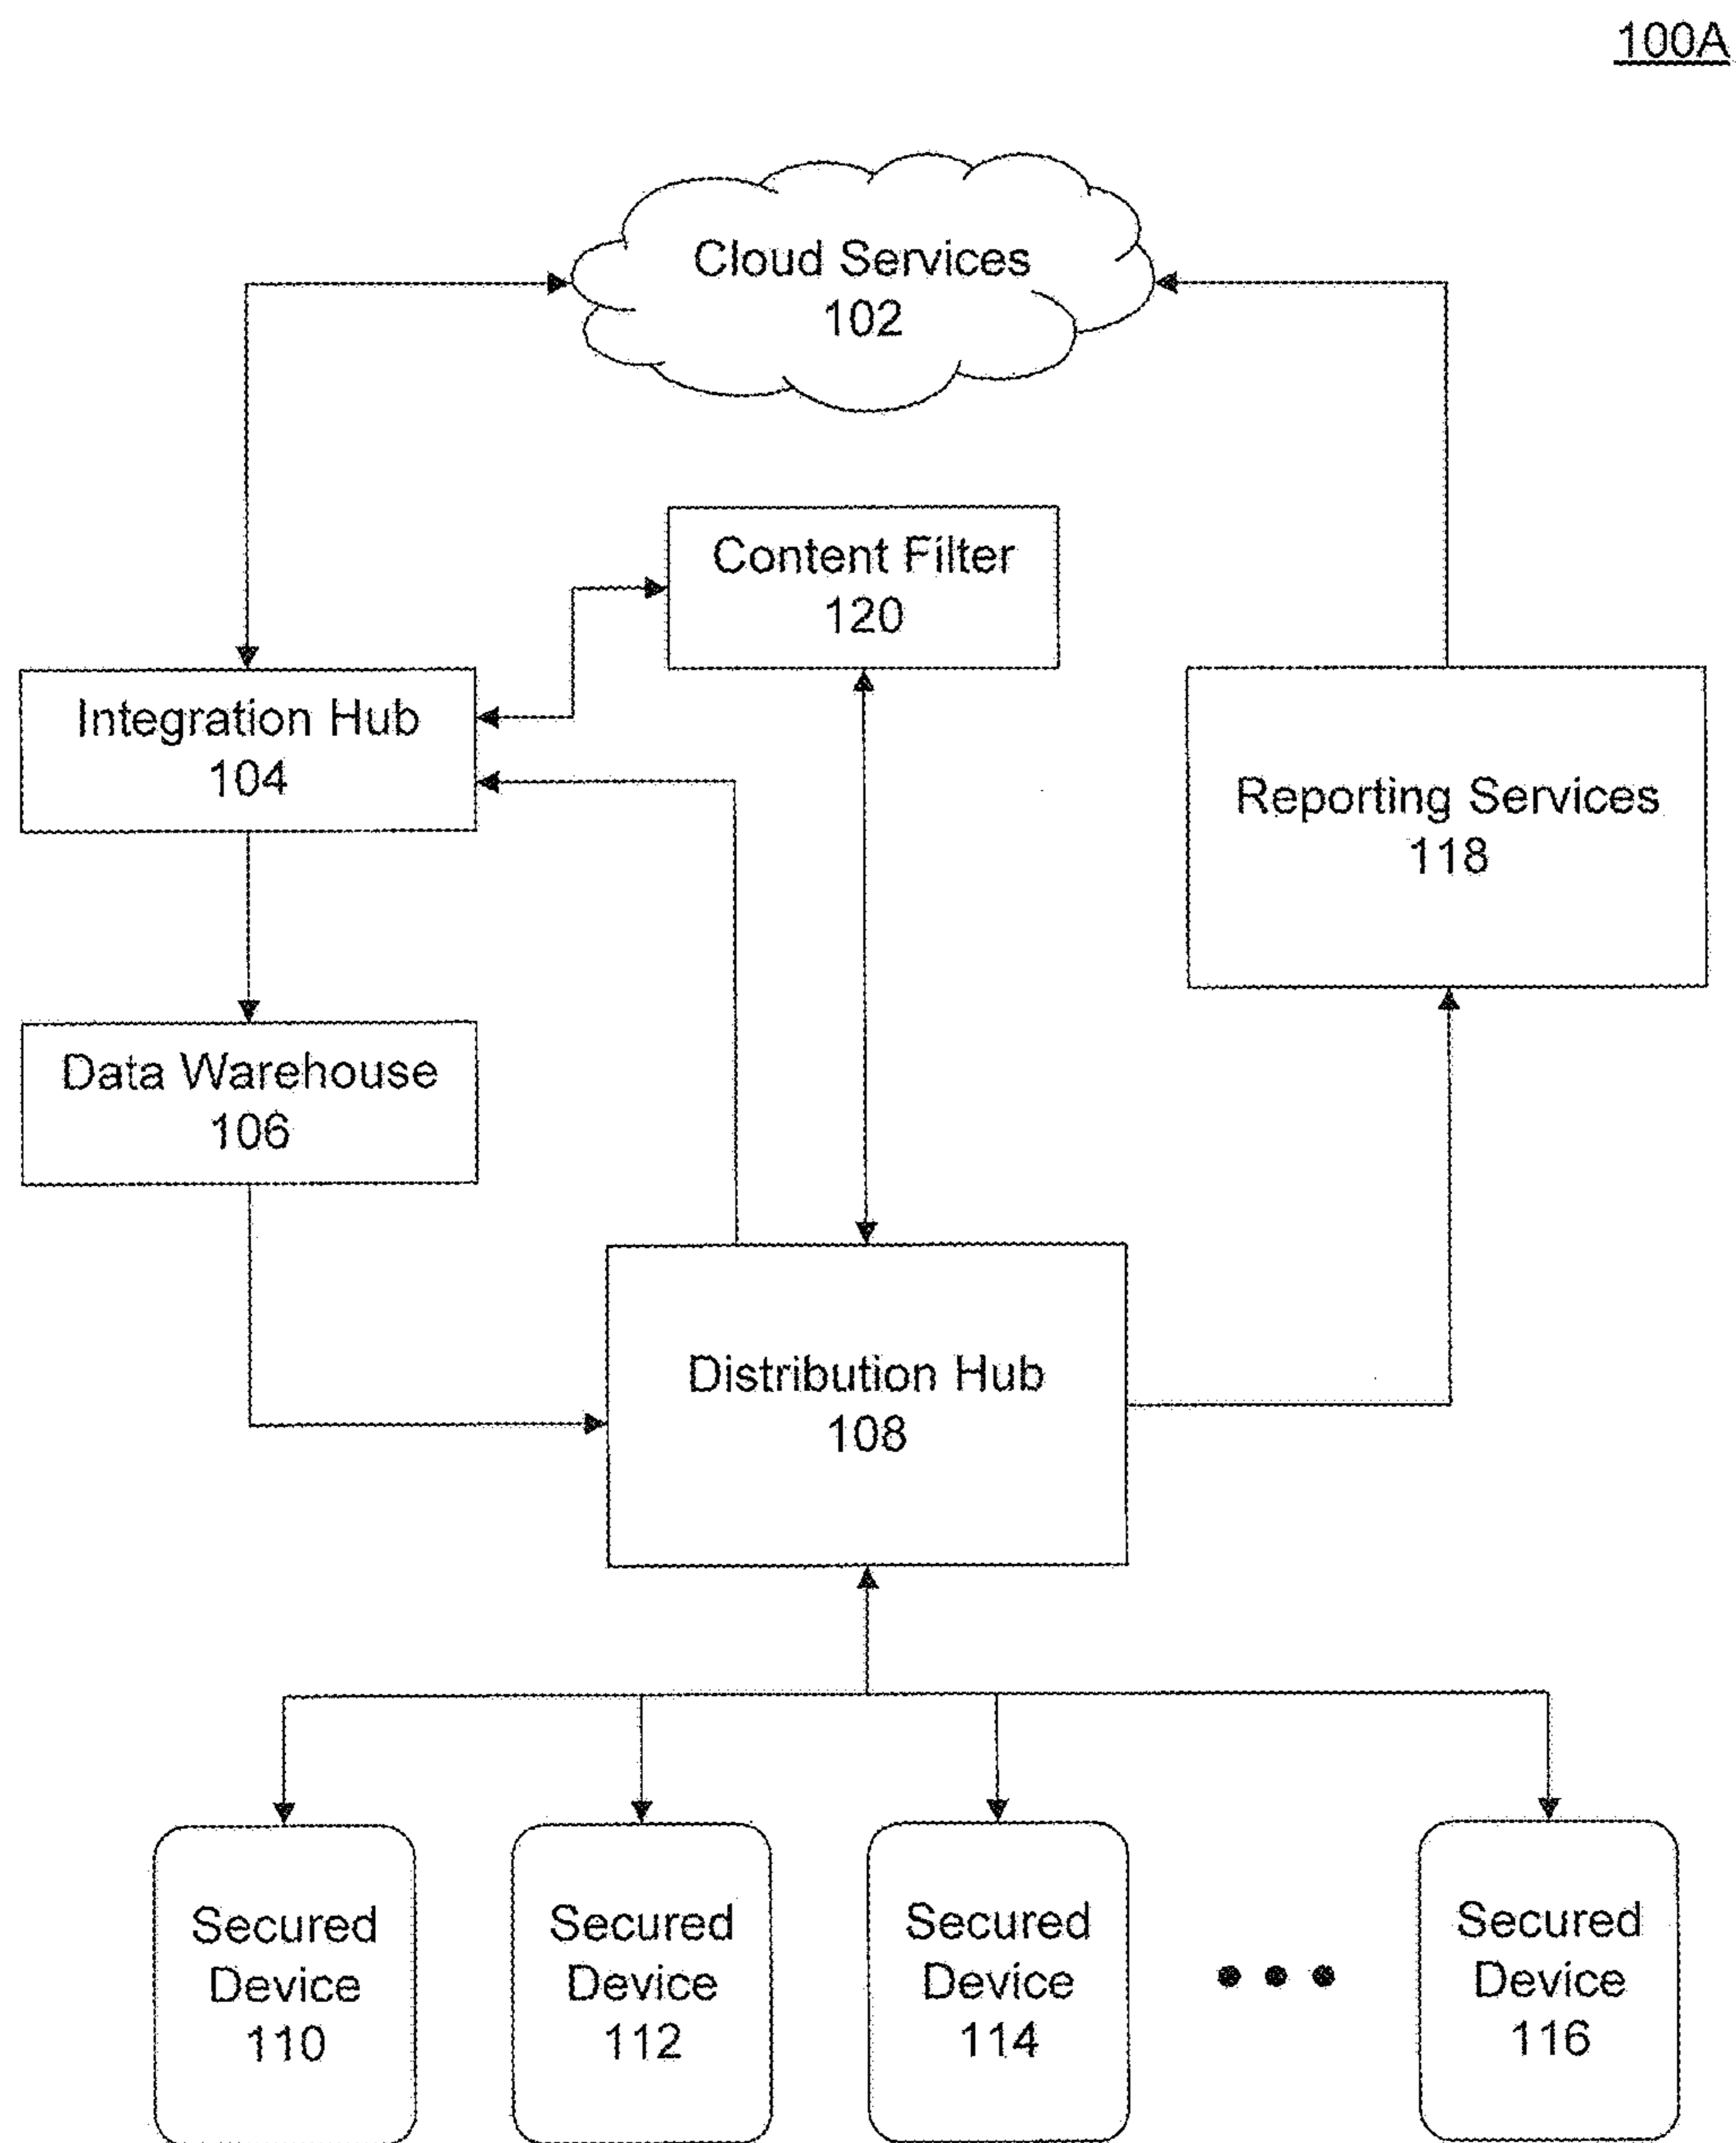 100A
Cloud Services
102
Content Filter
120
Integration Hub
104
Reporting Services
118
Data Warehouse
106
Distribution Hub
108
Secured
Device
110
Secured
Device
112
Secured
Device
114
Secured
Device
116